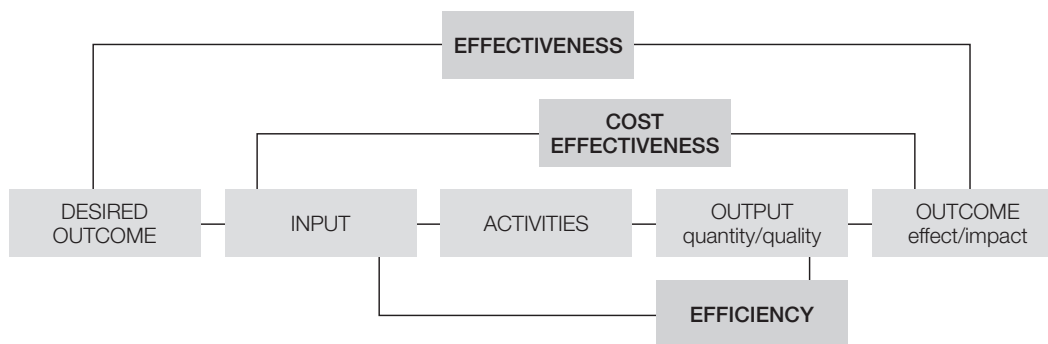 EFFECTIVENESS
COST
EFFECTIVENESS
DESIRED
OUTCOME
INPUT
ACTIVITIES
OUTPUT
quantity/quality
OUTCOME
effect/impact
EFFICIENCY